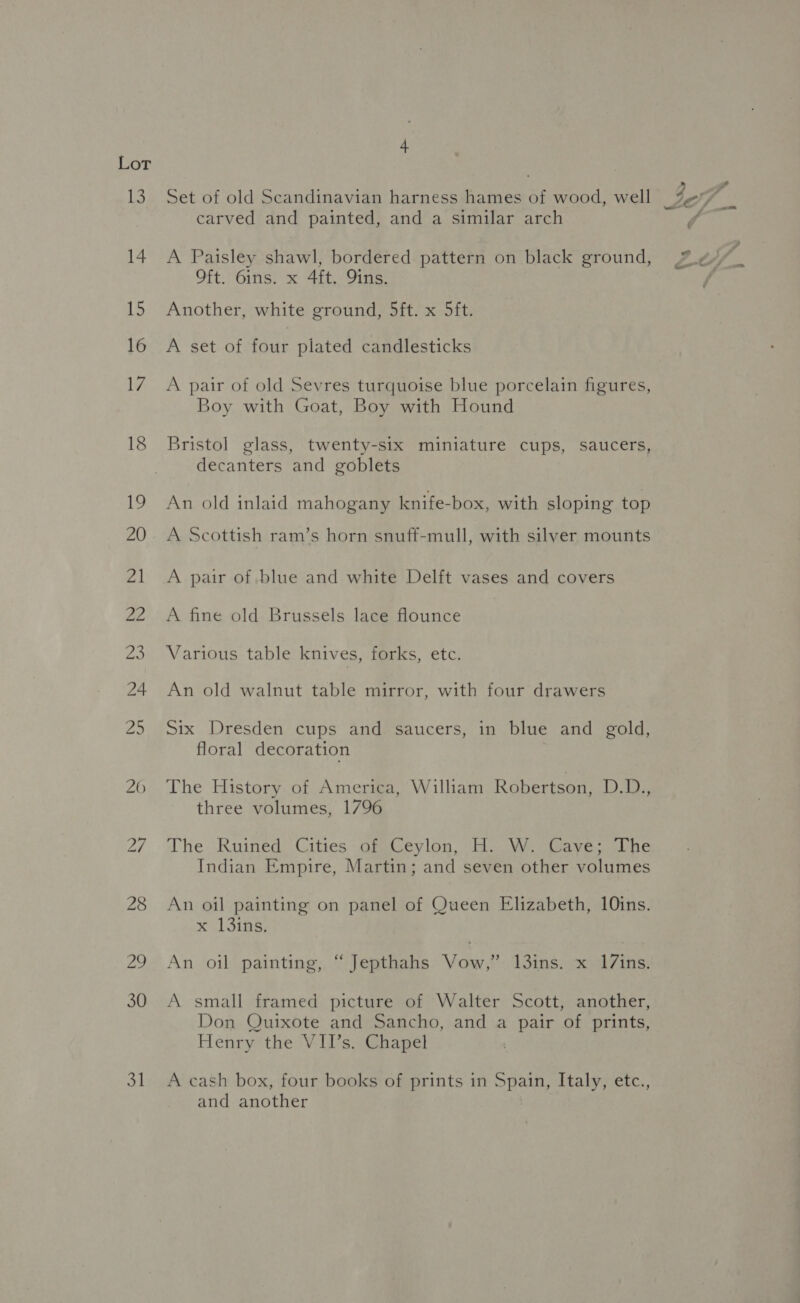 4
Lot
13 Set of old Scandinavian harness hames of wood, well
carved and painted, and a similar arch
14 A Paisley shawl, bordered pattern on black ground,
9ft. 6ins. x 4ft. 9ins.
15 Another, white ground, 5ft. x 5ft.
16 A set of four plated candlesticks
17 A pair of old Sevres turquoise blue porcelain figures,
Boy with Goat, Boy with Hound
18 Bristol glass, twenty-six miniature cups, saucers,
decanters and goblets
19 An old inlaid mahogany knife-box, with sloping top
20 A Scottish ram's horn snuff-mull, with silver mounts
21 A pair of blue and white Delft vases and covers
22 A fine old Brussels lace flounce
23 Various table knives, forks, etc.
24 An old walnut table mirror, with four drawers
25 Six Dresden cups and saucers, in blue and gold,
floral decoration
26 The History of America, William Robertson, D.D.,
three volumes, 1796
27 The Ruined Cities of Ceylon, H. W. Cave; The
Indian Empire, Martin; and seven other volumes
28 An oil painting on panel of Queen Elizabeth, 10ins.
x 13ins.
29 An oil painting, “ Jepthahs Vow,” 13ins. x 17ins.
30 A small framed picture of Walter Scott, another,
Don Quixote and Sancho, and a pair of prints,
Henry the VII's. Chapel
31 A cash box, four books of prints in Spain, Italy, etc.,
and another